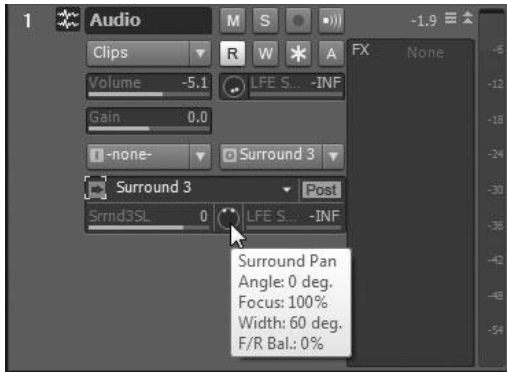 1 Audio M S -1.9
Clips R W * A FX None
Volume -5.1 LFE S... -INF
Gain 0.0
I -none- O Surround 3
Surround 3 Post
Srrnd3SL 0 LFE S... -INF
Surround Pan
Angle: 0 deg.
Focus: 100%
Width: 60 deg.
F/R Bal.: 0%
-6
-12
-18
-24
-30
-36
-42
-48
-54